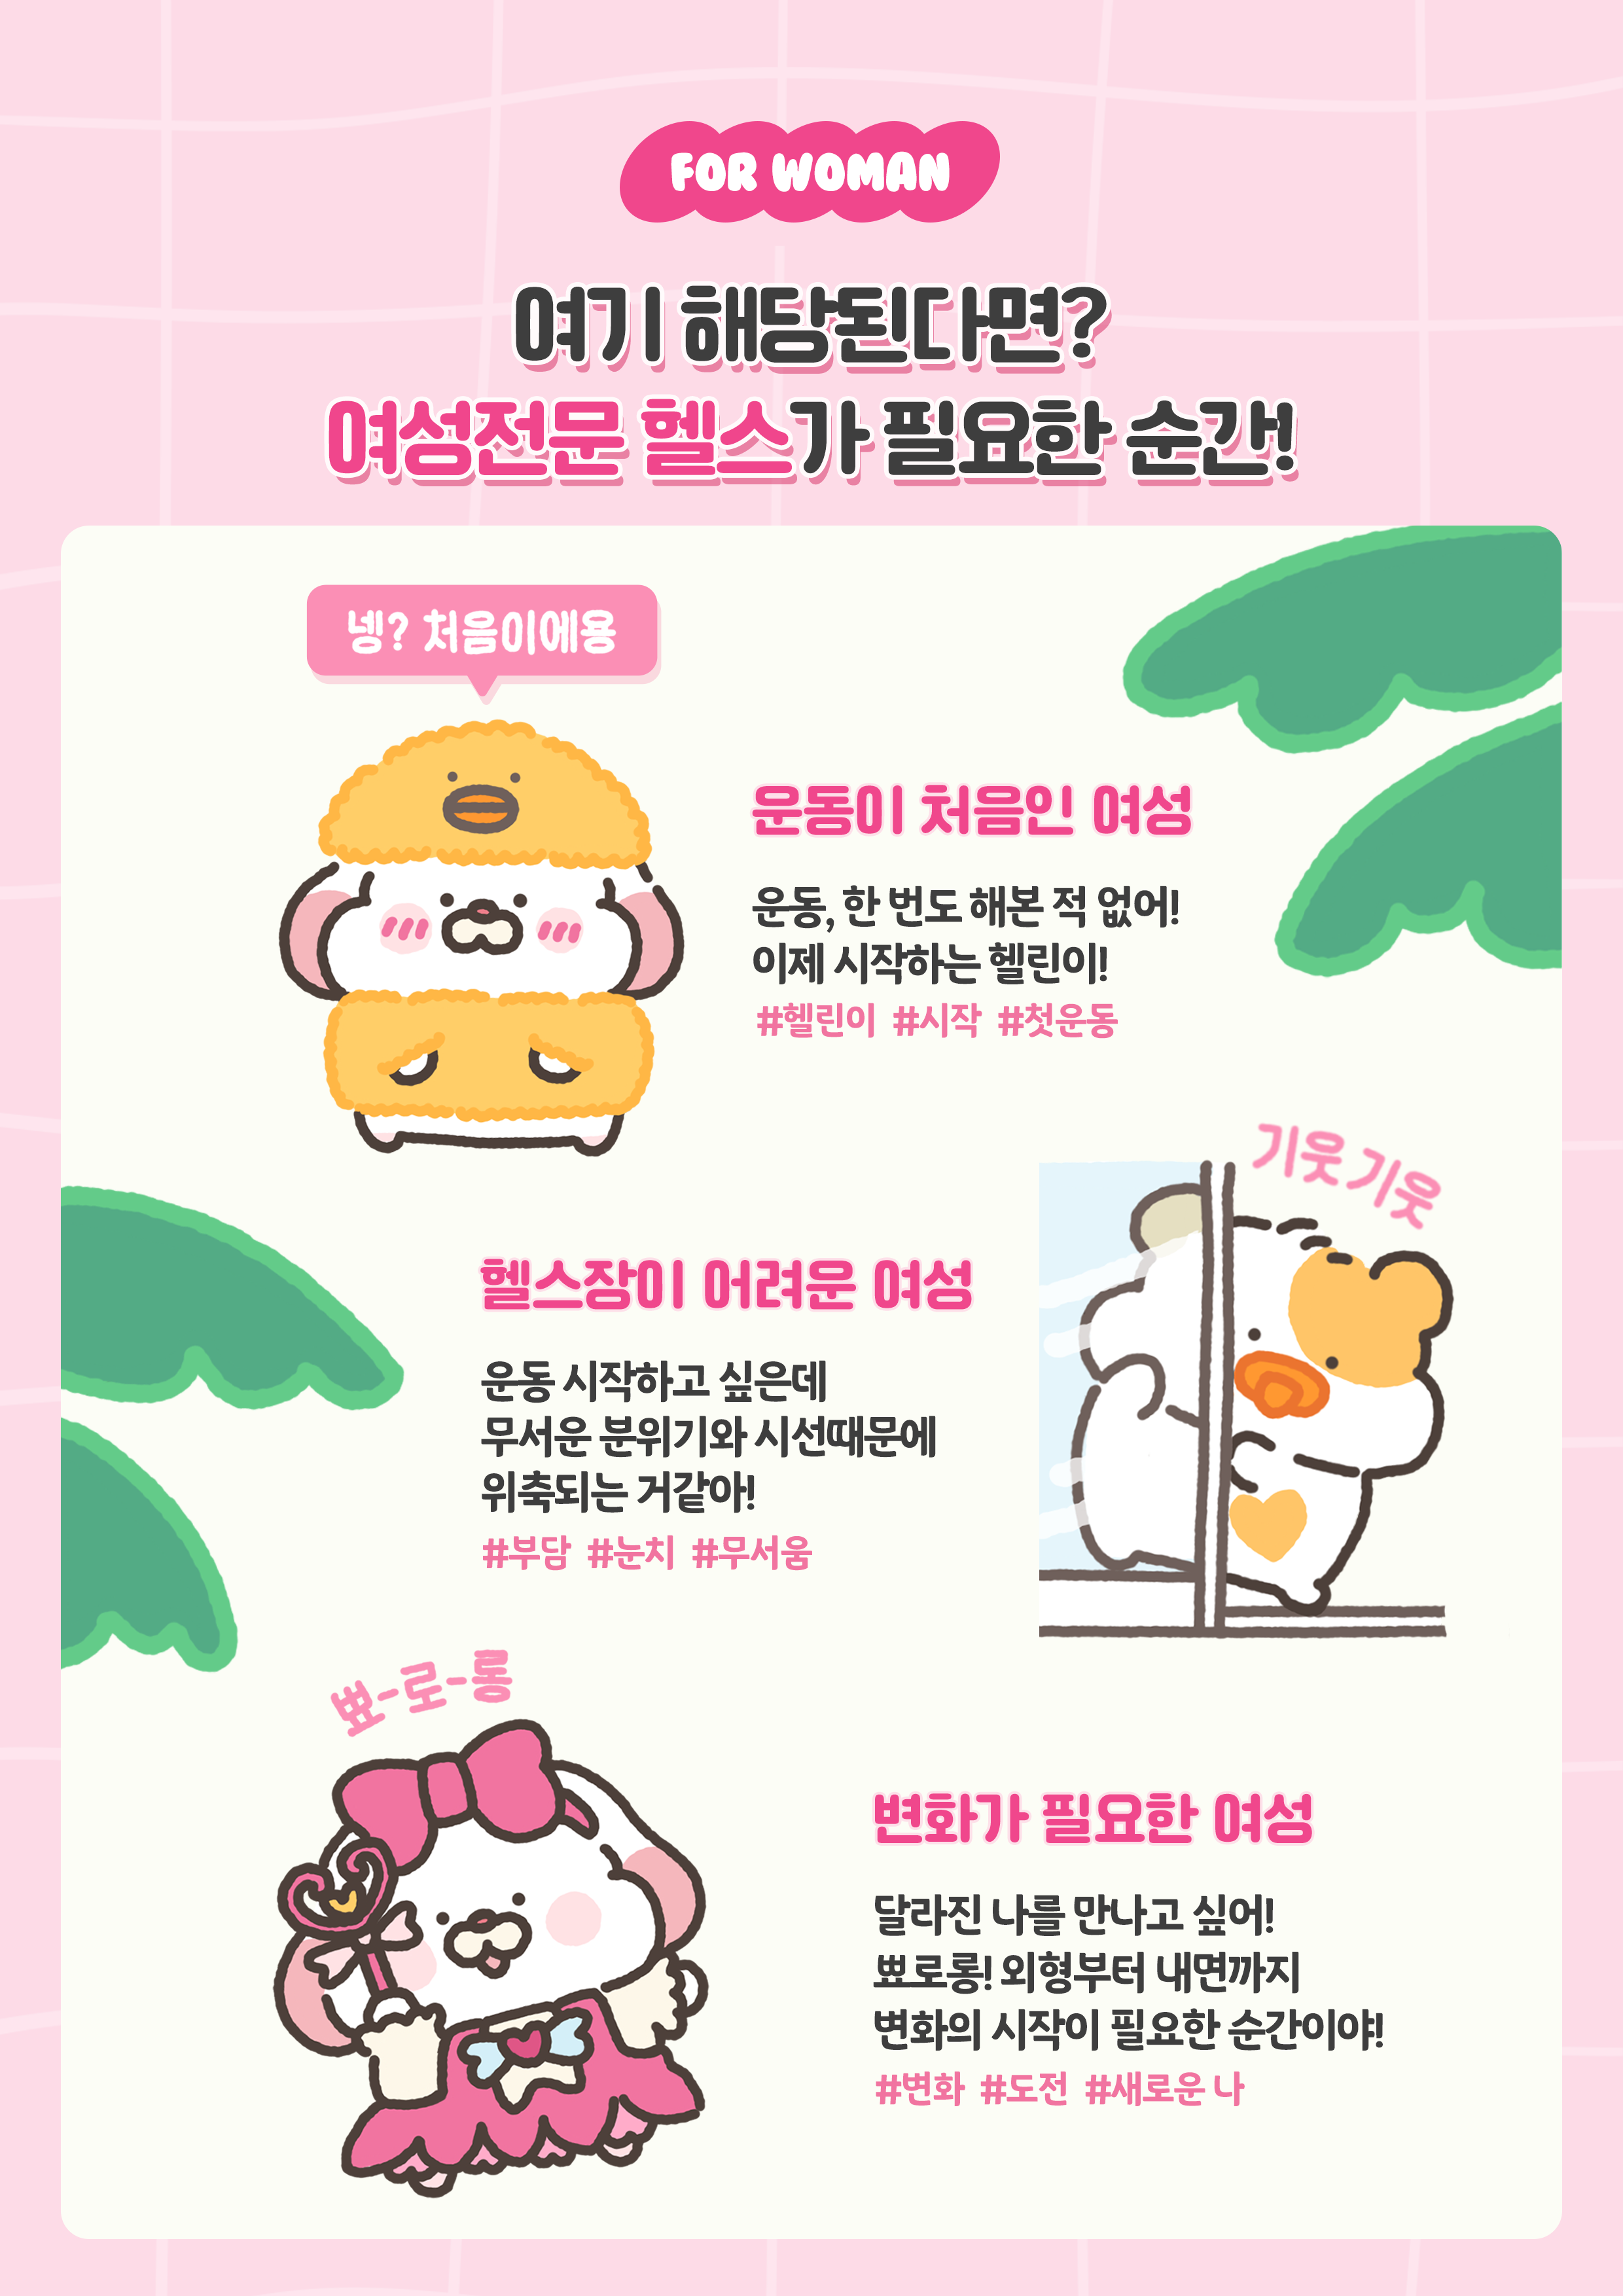 FOR WOMAN
여기 해당된다면?
여성전문 헬스가 필요한 순간!
넹? 처음이에용
운동이 처음인 여성
운동, 한 번도 해본 적 없어!
이제 시작하는 헬린이!
#헬린이 #시작 #첫운동
기웃 기웃
헬스장이 어려운 여성
운동 시작하고 싶은데
무서운 분위기와 시선때문에
위축되는 거같아!
#부담 #눈치 #무서움
뾰-로-롱
변화가 필요한 여성
달라진 나를 만나고 싶어!
뾰로롱! 외형부터 내면까지
변화의 시작이 필요한 순간이야!
#변화 #도전 #새로운 나